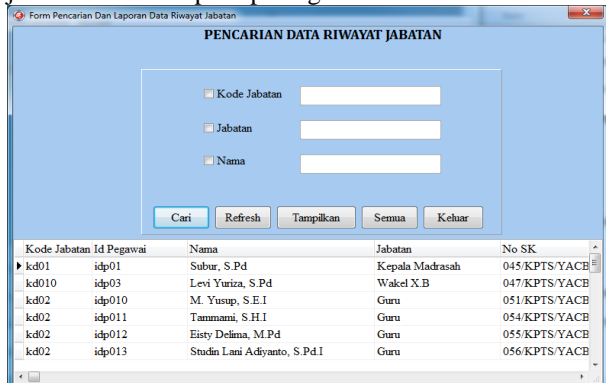 Form Pencarian Dan Laporan Data Riwayat Jabatan
PENCARIAN DATA RIWAYAT JABATAN
Kode Jabatan
Jabatan
Nama
Cari Refresh Tampilkan Semua Keluar
Kode Jabatan Id Pegawai Nama Jabatan No SK
kd01 idp01 Subur, S.Pd Kepala Madrasah 045/KPTS/YACB
kd010 idp03 Levi Yuriza, S.Pd Wakel X.B 047/KPTS/YACB
kd02 idp010 M. Yusup, S.E.I Guru 051/KPTS/YACB
kd02 idp011 Tammami, S.H.I Guru 054/KPTS/YACB
kd02 idp012 Eisty Delima, M.Pd Guru 055/KPTS/YACB
kd02 idp013 Studin Lani Adiyanto, S.Pd.I Guru 056/KPTS/YACB